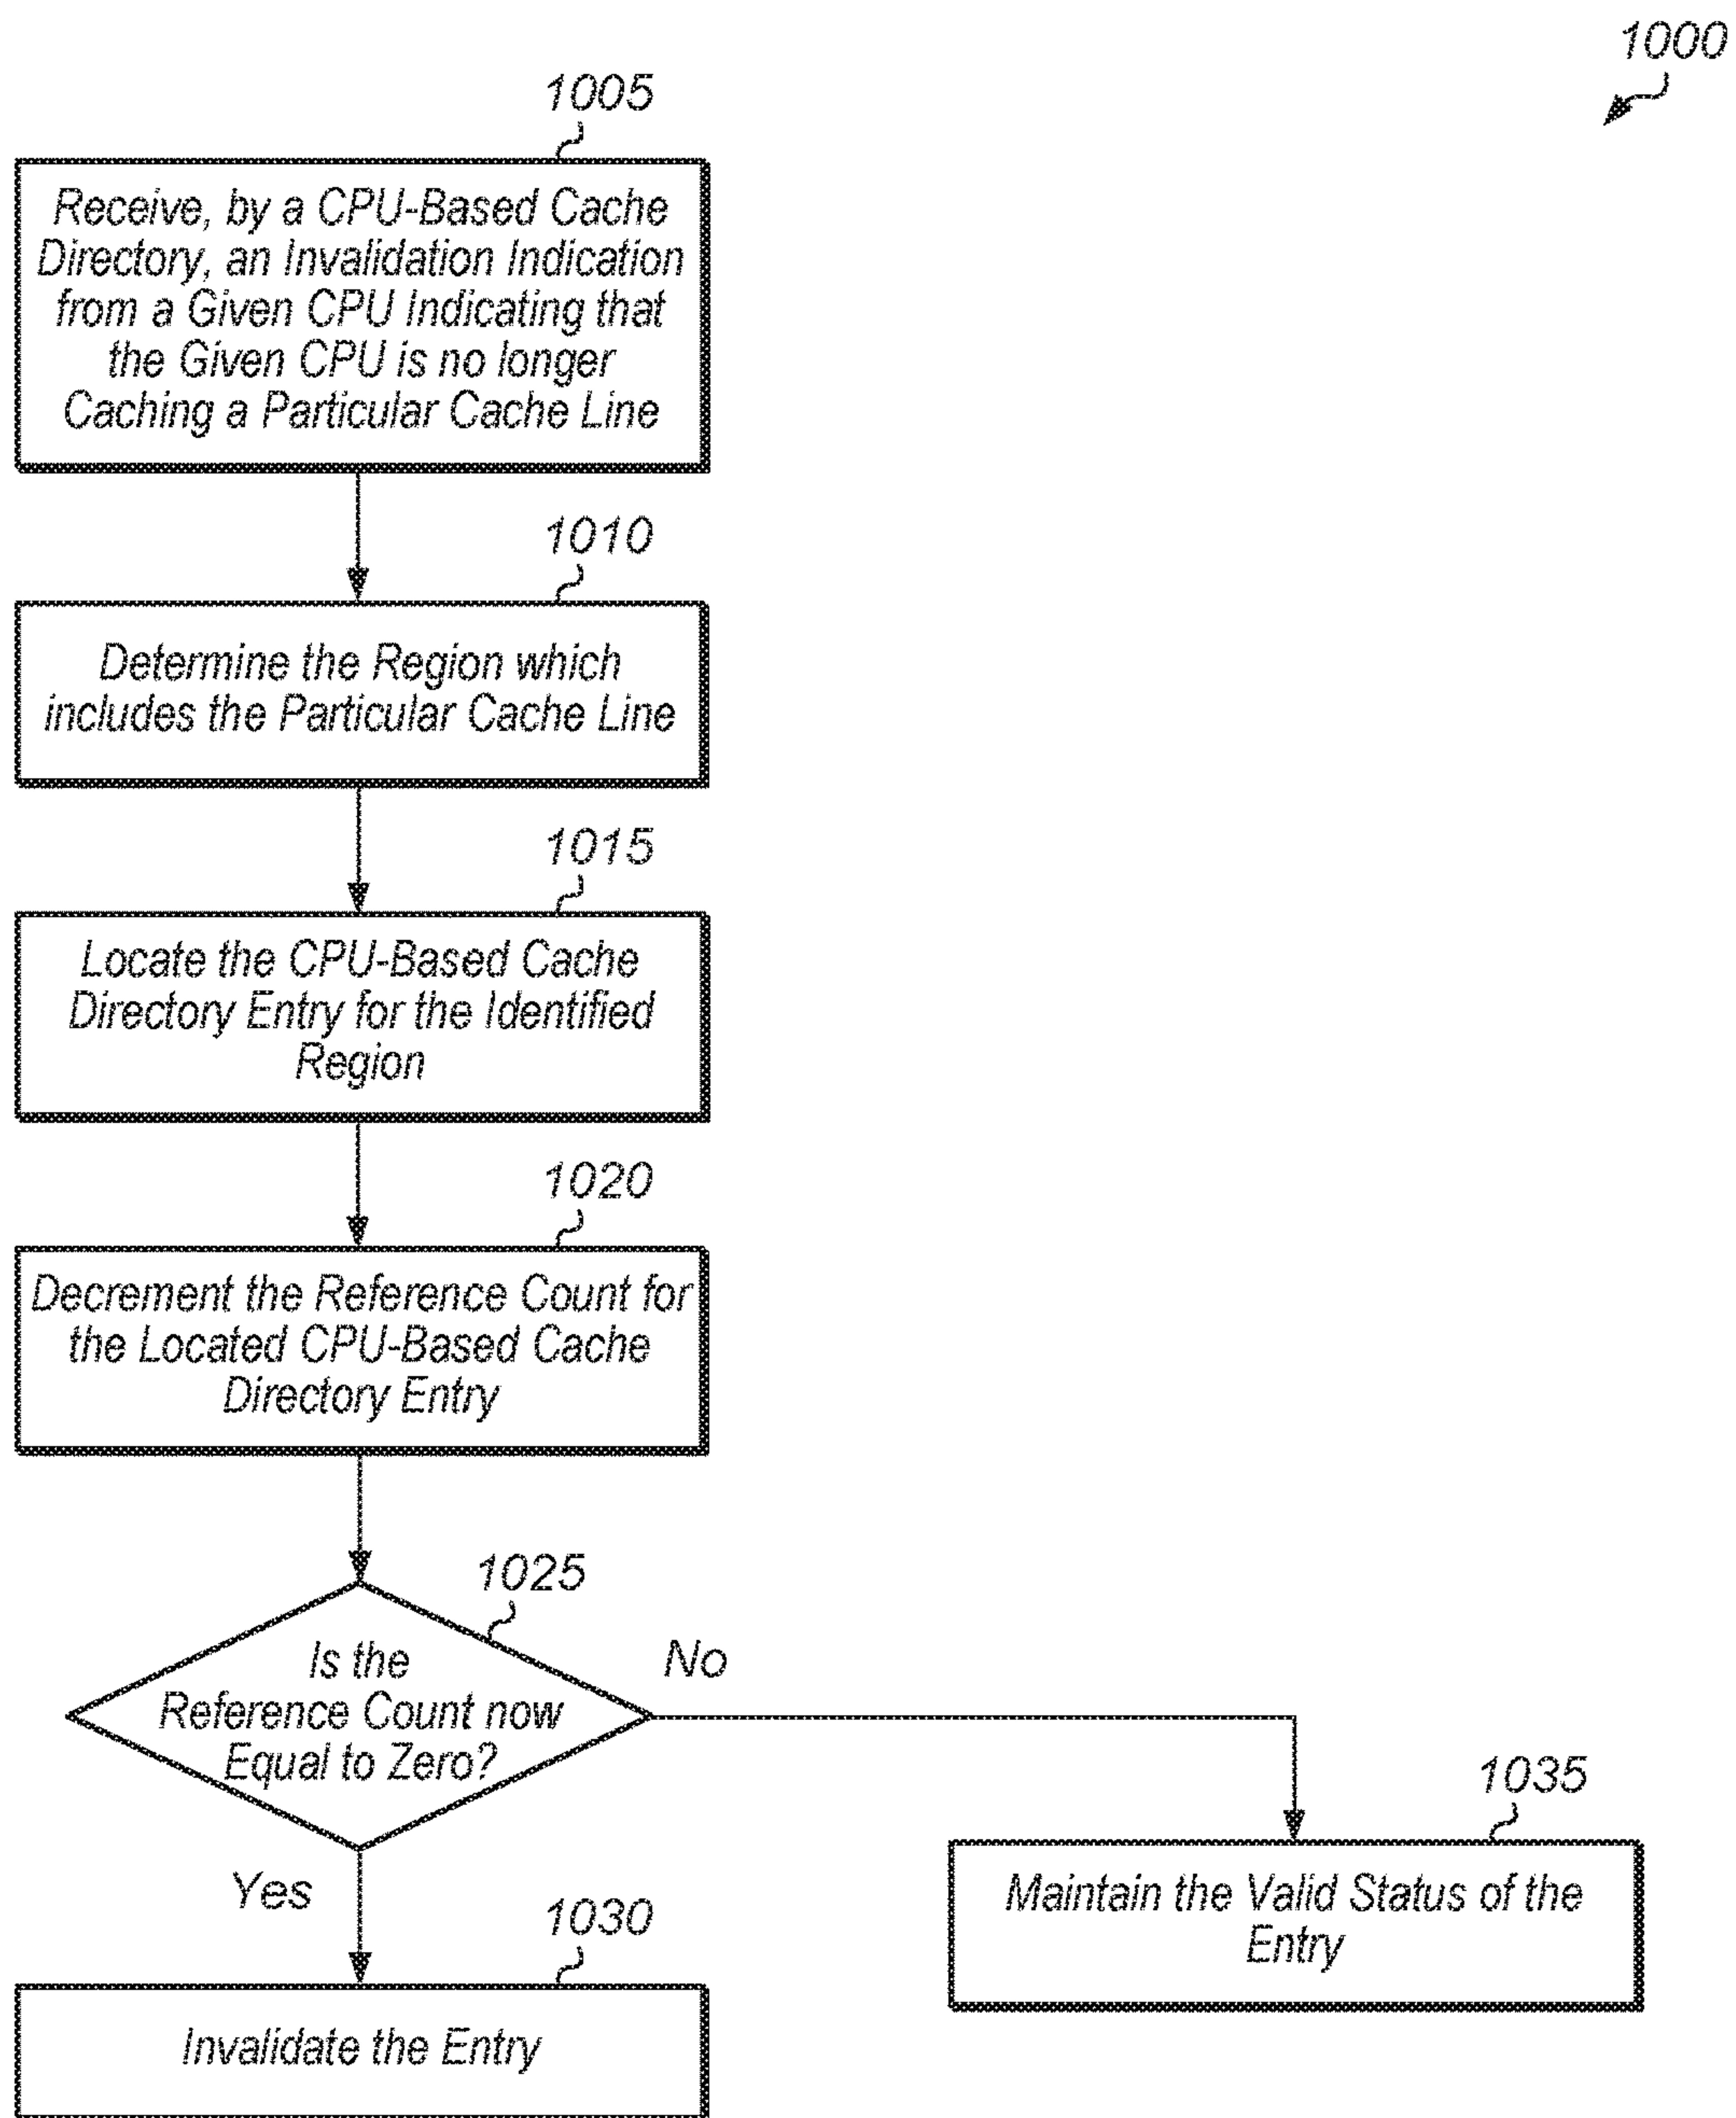 1000
1005
Receive, by a CPU-Based Cache
Directory, an Invalidation Indication
from a Given CPU Indicating that
the Given CPU is no longer
Caching a Particular Cache Line
1010
Determine the Region which
includes the Particular Cache Line
1015
Locate the CPU-Based Cache
Directory Entry for the Identified
Region
1020
Decrement the Reference Count for
the Located CPU-Based Cache
Directory Entry
1025
Is the
Reference Count now
Equal to Zero?
No
Yes
1035
Maintain the Valid Status of the
Entry
1030
Invalidate the Entry